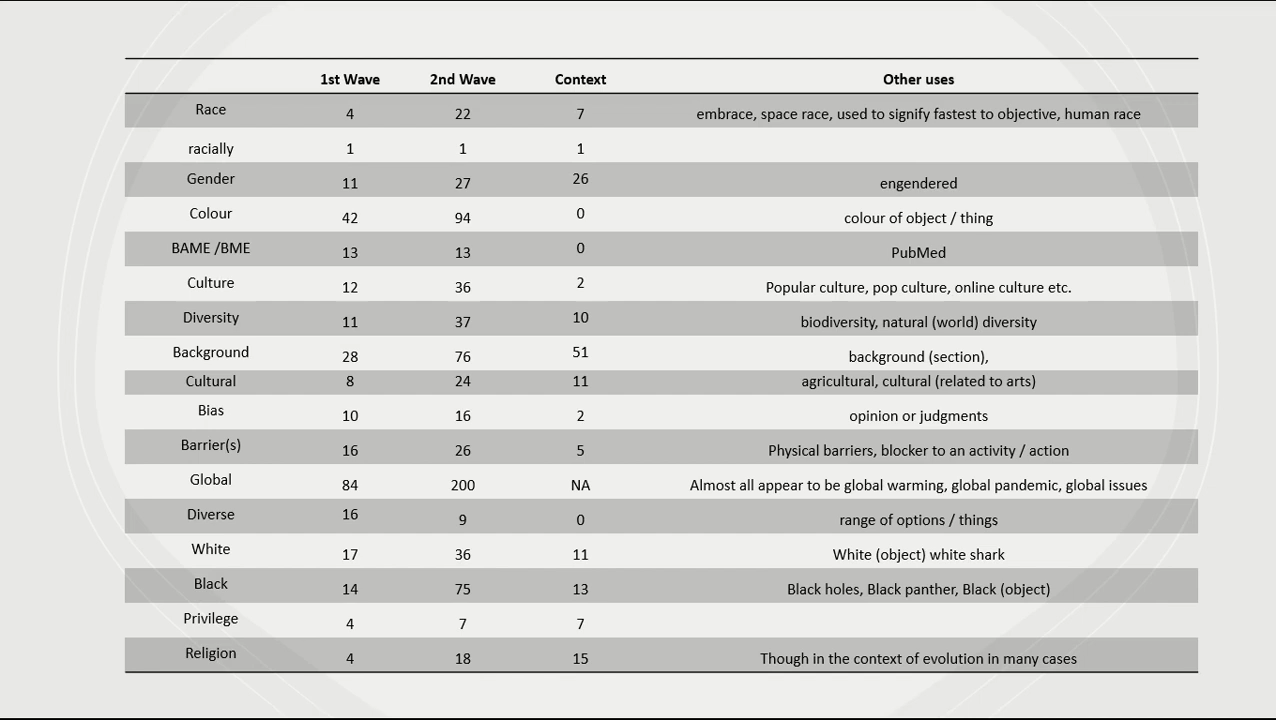 1st Wave 2nd Wave Context Other uses
Race 4 22 7 embrace, space race, used to signify fastest to objective, human race
racially 1 1 1
Gender 11 27 26 engendered
Colour 42 94 0 colour of object / thing
BAME /BME 13 13 0 PubMed
Culture 12 36 2 Popular culture, pop culture, online culture etc.
Diversity 11 37 10 biodiversity, natural (world) diversity
Background 28 76 51 background (section),
Cultural 8 24 11 agricultural, cultural (related to arts)
Bias 10 16 2 opinion or judgments
Barrier(s) 16 26 5 Physical barriers, blocker to an activity / action
Global 84 200 NA Almost all appear to be global warming, global pandemic, global issues
Diverse 16 9 0 range of options / things
White 17 36 11 White (object) white shark
Black 14 75 13 Black holes, Black panther, Black (object)
Privilege 4 7 7
Religion 4 18 15 Though in the context of evolution in many cases